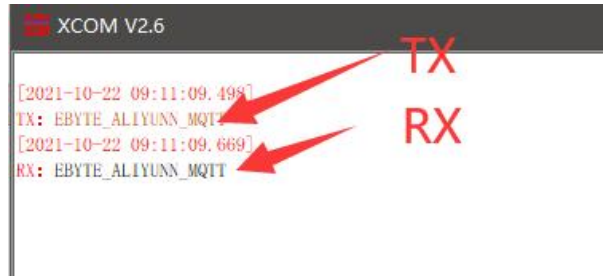 XCOM V2.6
TX
[2021-10-22 09:11:09.498]
TX: EBYTE_ALIYUNN_MQTT
RX
[2021-10-22 09:11:09.669]
RX: EBYTE_ALIYUNN_MQTT